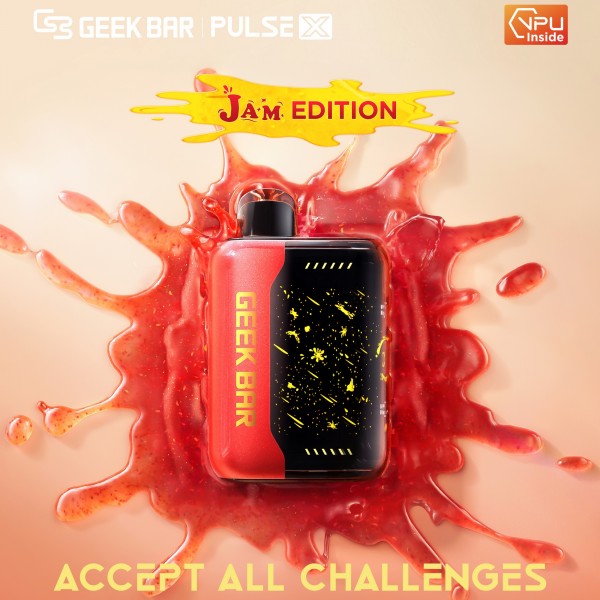 GEEK BAR | PULSE X
VPU
Inside
JAM EDITION
GEEK BAR
ACCEPT ALL CHALLENGES